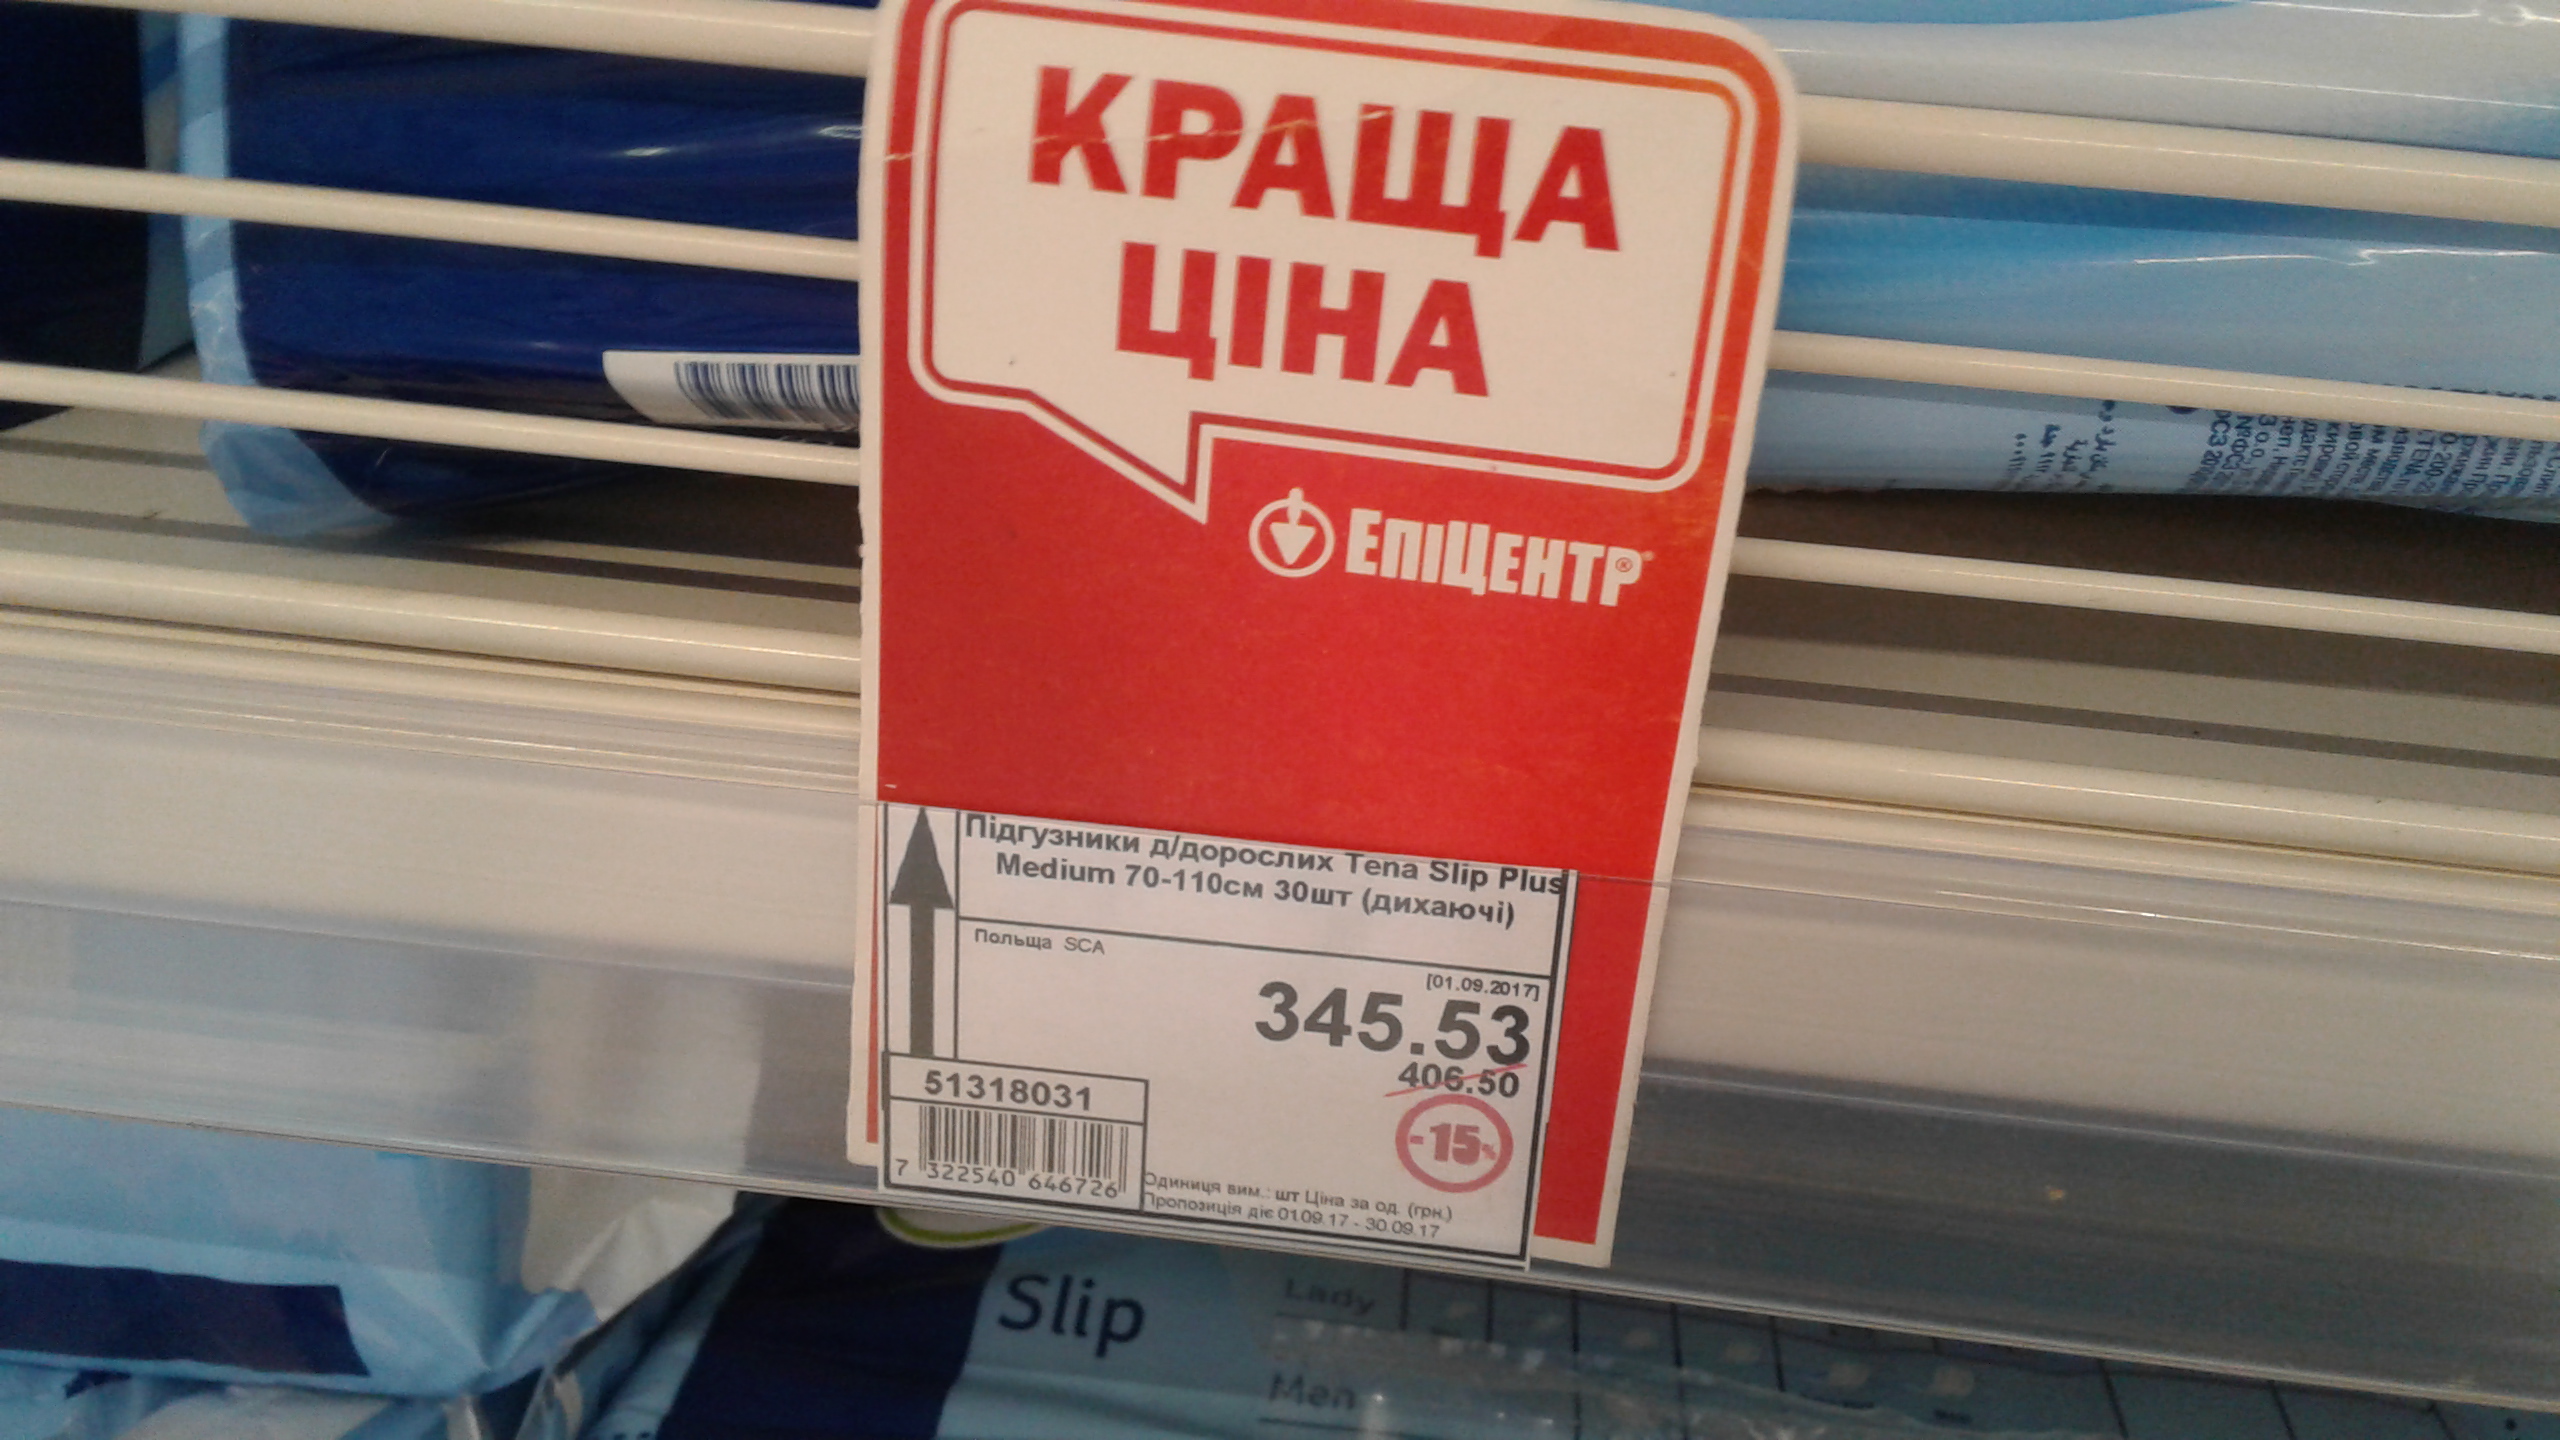 КРАЩА
ЦІНА
ЕПІЦЕНТР®
Підгузники д/дорослих Tena Slip Plus
Medium 70-110см 30шт (дихаючі)
Польща SCA
[01.09.2017]
345.53
406.50
-15%
51318031
7 322540 646726
Одиниця вим.: шт Ціна за од. (грн.)
Пропозиція діє 01.09.17 - 30.09.17
Slip
Lady
Men